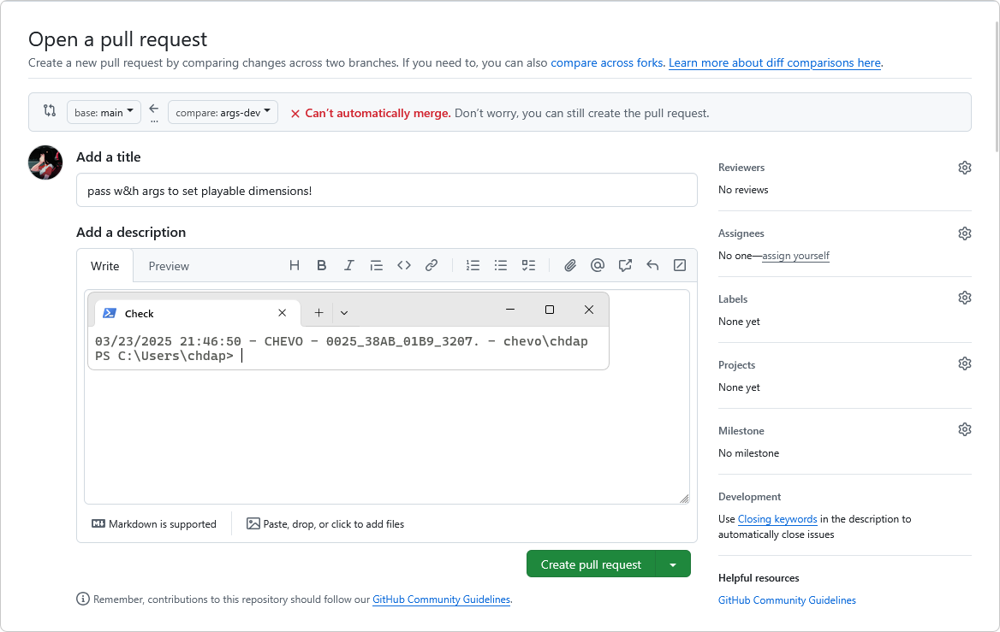 Open a pull request
Create a new pull request by comparing changes across two branches. If you need to, you can also compare across forks. Learn more about diff comparisons here.
base: main
...
compare: args-dev
Can't automatically merge. Don't worry, you can still create the pull request.
Add a title
pass w&h args to set playable dimensions!
Add a description
Write
Preview
Check
03/23/2025 21:46:50 - CHEVO - 0025_38AB_01B9_3207. - chevo\chdap
PS C:\Users\chdap>
Markdown is supported
Paste, drop, or click to add files
Create pull request
Remember, contributions to this repository should follow our GitHub Community Guidelines.
Reviewers
No reviews
Assignees
No one—assign yourself
Labels
None yet
Projects
None yet
Milestone
No milestone
Development
Use Closing keywords in the description to
automatically close issues
Helpful resources
GitHub Community Guidelines